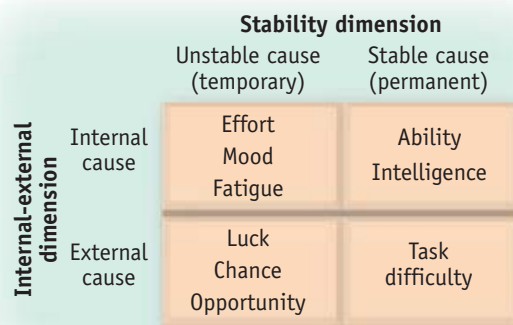 Stability dimension
Unstable cause
(temporary)
Stable cause
(permanent)
Internal-external
dimension
Internal
cause
Effort
Mood
Fatigue
Ability
Intelligence
External
cause
Luck
Chance
Opportunity
Task
difficulty